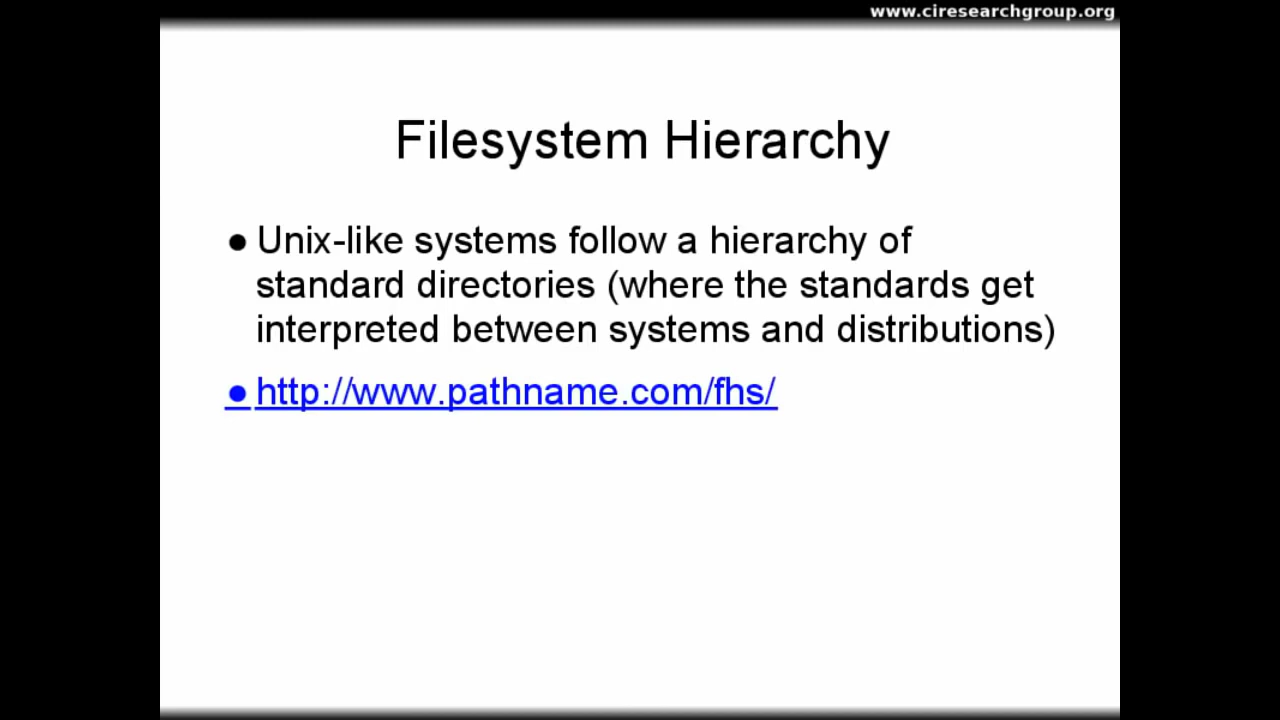 www.ciresearchgroup.org
Filesystem Hierarchy
● Unix-like systems follow a hierarchy of
standard directories (where the standards get
interpreted between systems and distributions)
● http://www.pathname.com/fhs/